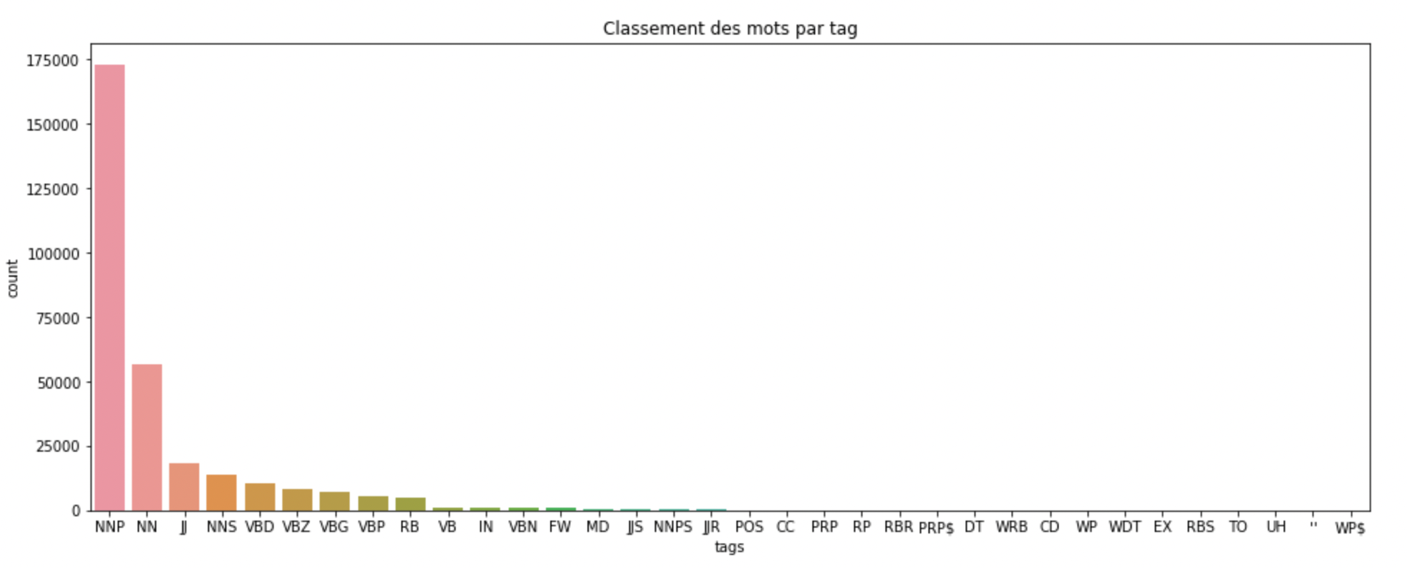 Classement des mots par tag
175000
150000
125000
100000
75000
50000
25000
0
count
NNP NN JJ NNS VBD VBZ VBG VBP RB VB IN VBN FW MD JJS NNPS JJR POS CC PRP RP RBR PRP$ DT WRB CD WP WDT EX RBS TO UH '' WP$
tags